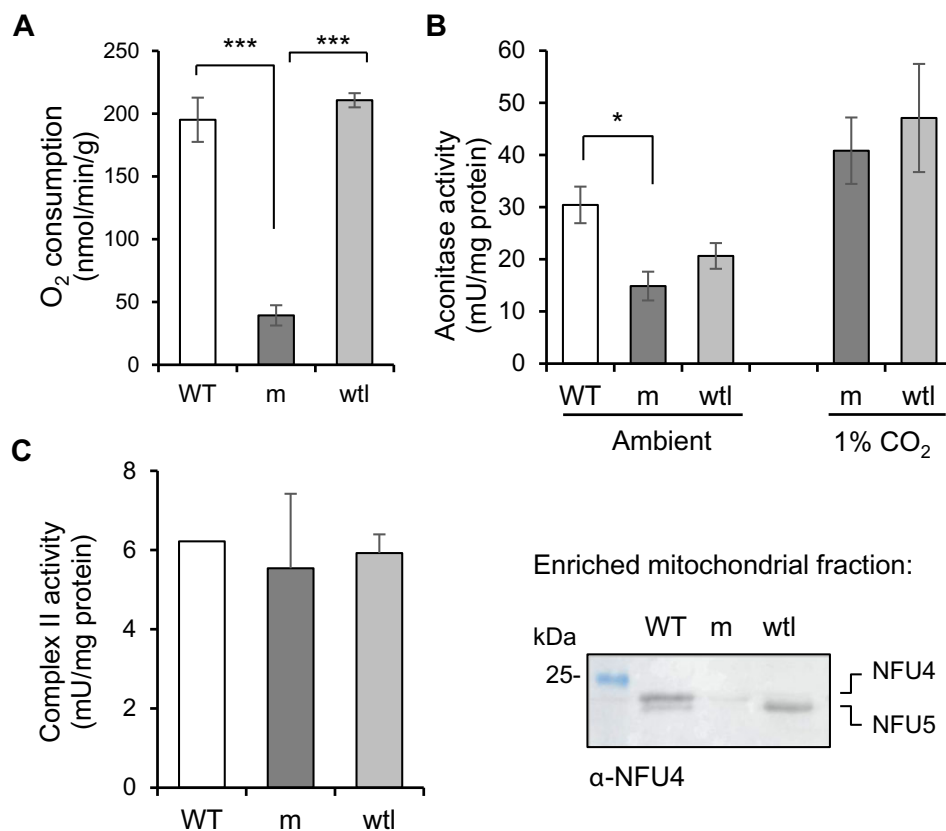 A
O₂ consumption
(nmol/min/g)
250
200
150
100
50
0
***
***
WT
m
wtl
B
Aconitase activity
(mU/mg protein)
60
50
40
30
20
10
0
*
WT
m
wtl
m
wtl
Ambient
1% CO₂
C
Complex II activity
(mU/mg protein)
8
6
4
2
0
WT
m
wtl
Enriched mitochondrial fraction:
kDa
WT
m
wtl
25-
NFU4
NFU5
α-NFU4